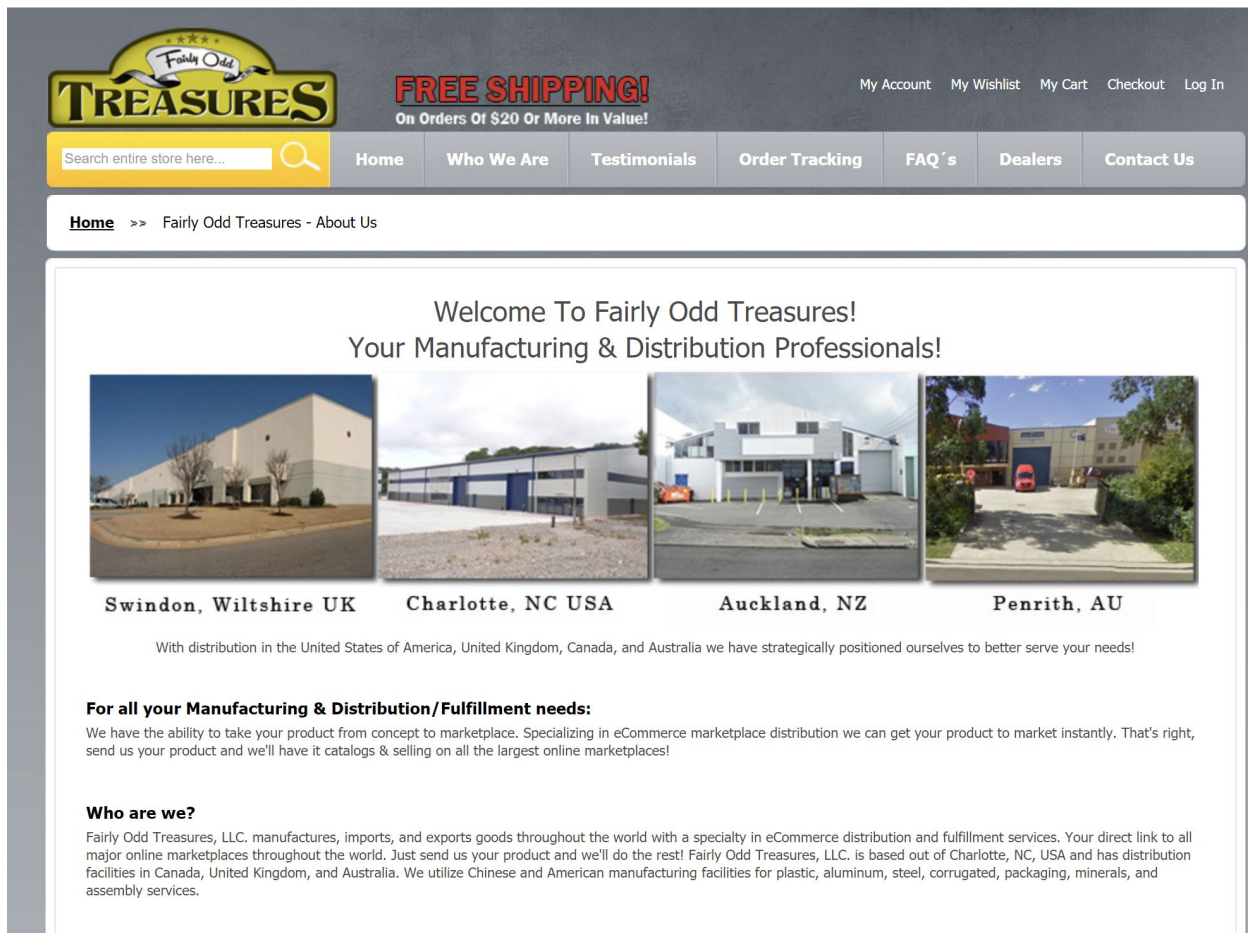 Fairly Odd
TREASURES
FREE SHIPPING!
On Orders Of $20 Or More In Value!
My Account My Wishlist My Cart Checkout Log In
Search entire store here...
Home Who We Are Testimonials Order Tracking FAQ´s Dealers Contact Us
Home >> Fairly Odd Treasures - About Us
Welcome To Fairly Odd Treasures!
Your Manufacturing & Distribution Professionals!
Swindon, Wiltshire UK Charlotte, NC USA Auckland, NZ Penrith, AU
With distribution in the United States of America, United Kingdom, Canada, and Australia we have strategically positioned ourselves to better serve your needs!
For all your Manufacturing & Distribution/Fulfillment needs:
We have the ability to take your product from concept to marketplace. Specializing in eCommerce marketplace distribution we can get your product to market instantly. That's right,
send us your product and we'll have it catalogs & selling on all the largest online marketplaces!
Who are we?
Fairly Odd Treasures, LLC. manufactures, imports, and exports goods throughout the world with a specialty in eCommerce distribution and fulfillment services. Your direct link to all
major online marketplaces throughout the world. Just send us your product and we'll do the rest! Fairly Odd Treasures, LLC. is based out of Charlotte, NC, USA and has distribution
facilities in Canada, United Kingdom, and Australia. We utilize Chinese and American manufacturing facilities for plastic, aluminum, steel, corrugated, packaging, minerals, and
assembly services.